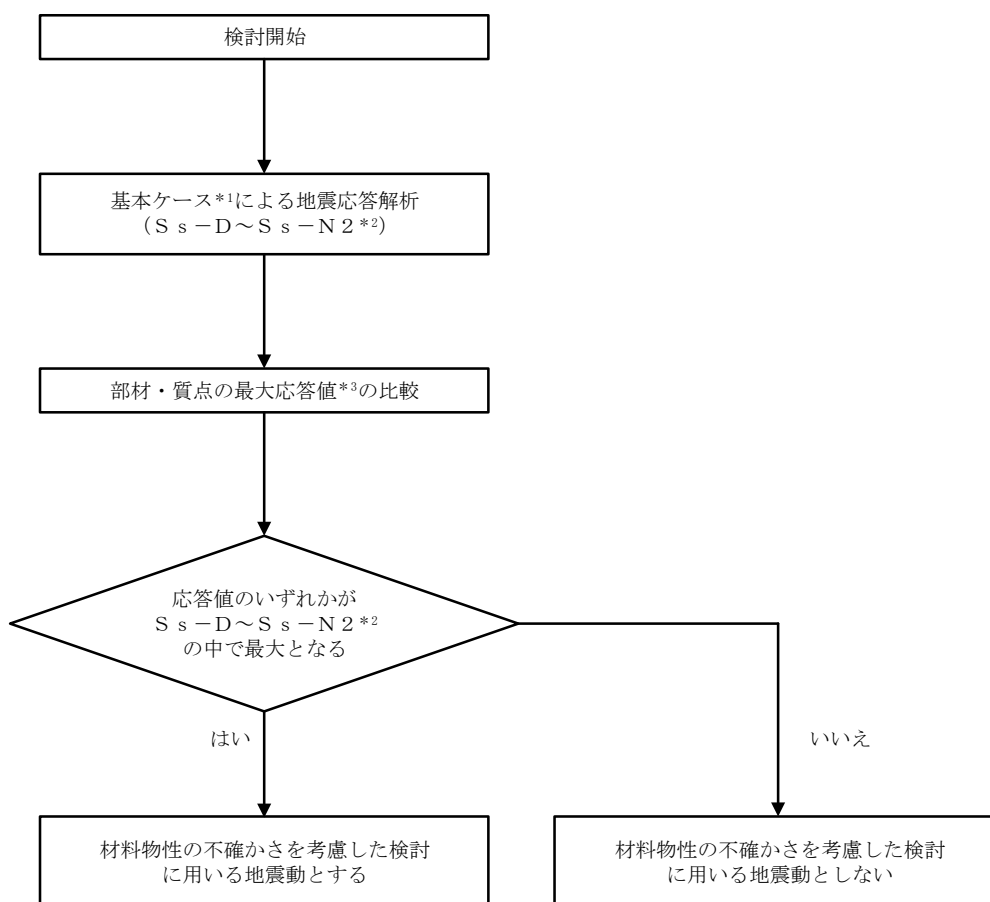 検討開始
基本ケース*1による地震応答解析
（Ｓｓ－Ｄ～Ｓｓ－Ｎ２*2）
部材・質点の最大応答値*3の比較
応答値のいずれかが
Ｓｓ－Ｄ～Ｓｓ－Ｎ２*2
の中で最大となる
はい
いいえ
材料物性の不確かさを考慮した検討
に用いる地震動とする
材料物性の不確かさを考慮した検討
に用いる地震動としない